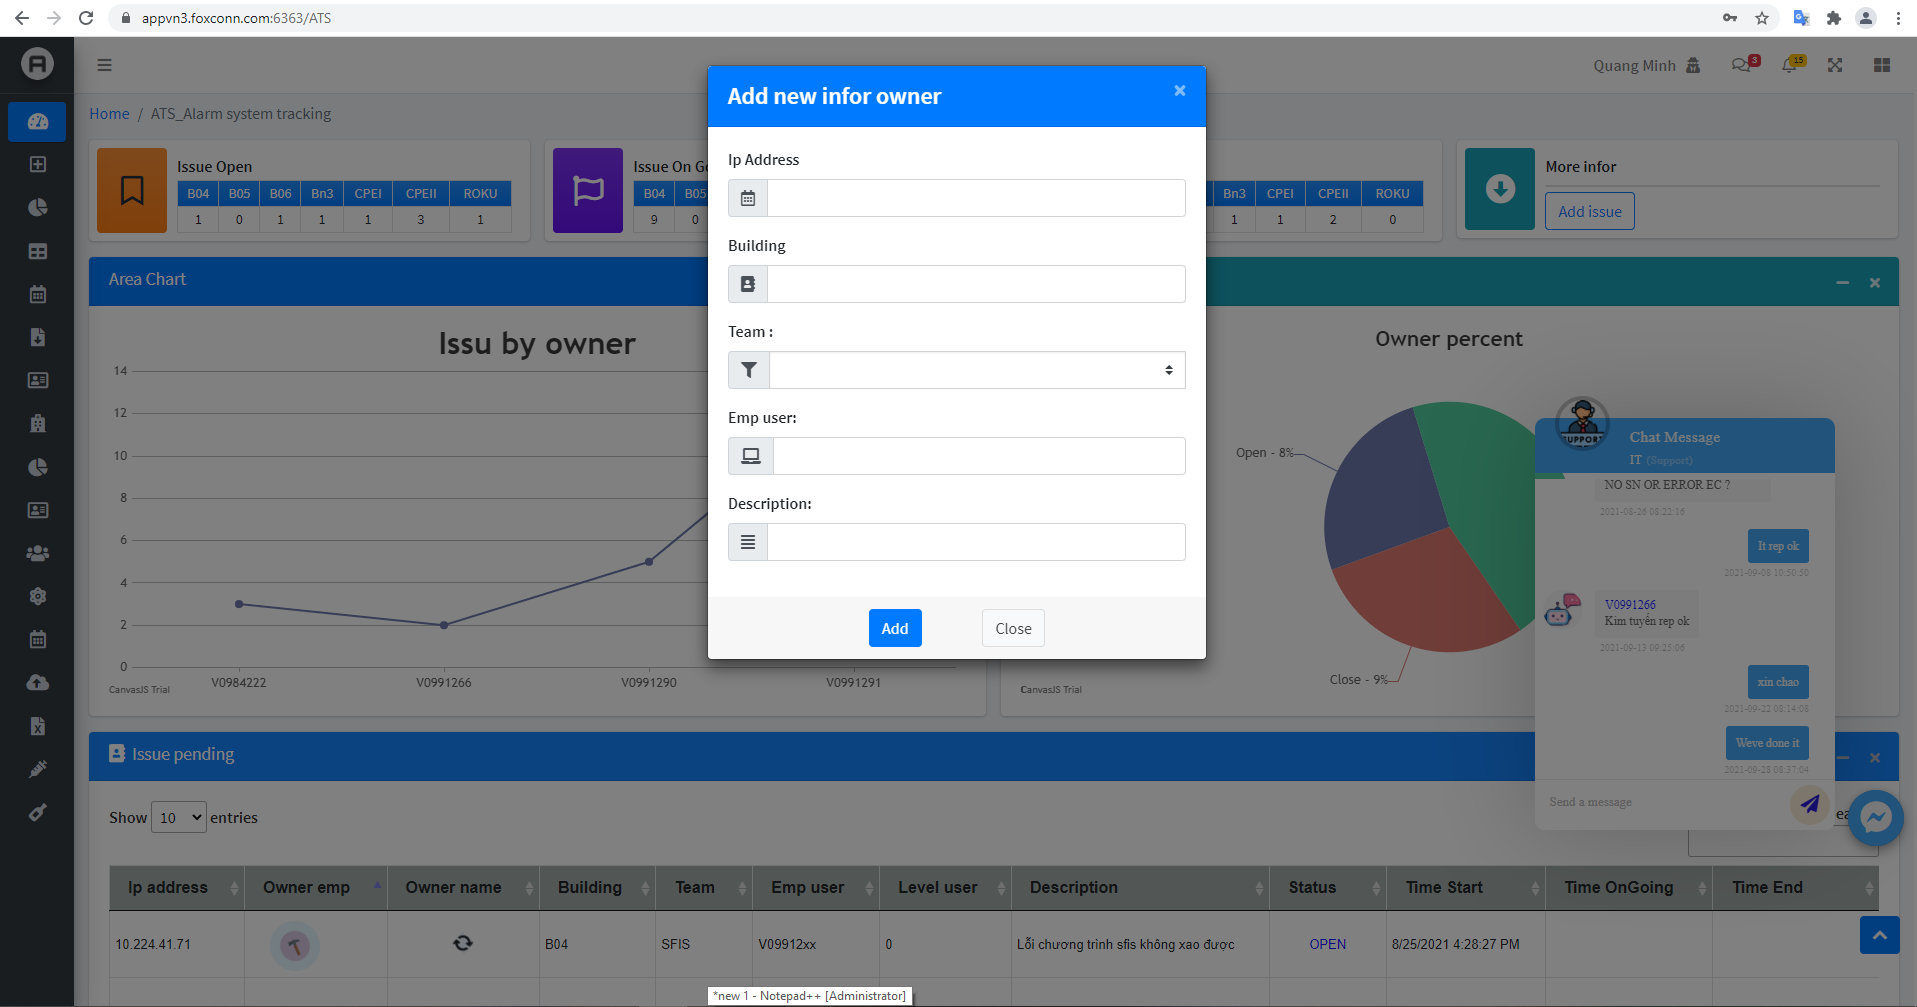 appvn3.foxconn.com:6363/ATS
Quang Minh
3
15
Home / ATS_Alarm system tracking
Issue Open
B04 B05 B06 Bn3 CPEI CPEII ROKU
1 0 1 1 1 3 1
Issue On G
B04 B05
9 0
Bn3 CPEI CPEII ROKU
1 1 2 0
More infor
Add issue
Add new infor owner
×
Ip Address
Building
Team :
Emp user:
Description:
Add
Close
Area Chart
Issu by owner
14
12
10
8
6
4
2
0
V0984222 V0991266 V0991290 V0991291
CanvasJS Trial
Owner percent
Open - 8%
Close - 9%
CanvasJS Trial
SUPPORT
Chat Message
IT (Support)
NO SN OR ERROR EC ?
2021-08-26 08:22:16
It rep ok
2021-09-08 10:50:50
V0991266
Kim tuyến rep ok
2021-09-13 09:25:06
xin chao
2021-09-22 08:14:08
Weve done it
2021-09-28 08:37:04
Send a message
Issue pending
Show 10 entries
Ip address Owner emp Owner name Building Team Emp user Level user Description Status Time Start Time OnGoing Time End
10.224.41.71 B04 SFIS V09912xx 0 Lỗi chương trình sfis không xao được OPEN 8/25/2021 4:28:27 PM
*new 1 - Notepad++ [Administrator]